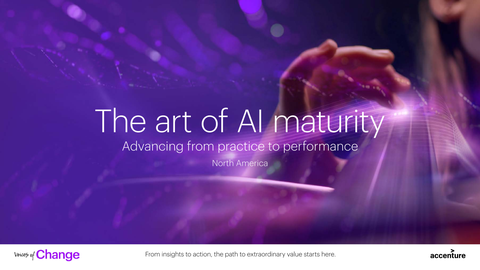 The art of AI maturity
Advancing from practice to performance
North America
Voices of Change
From insights to action, the path to extraordinary value starts here.
accenture